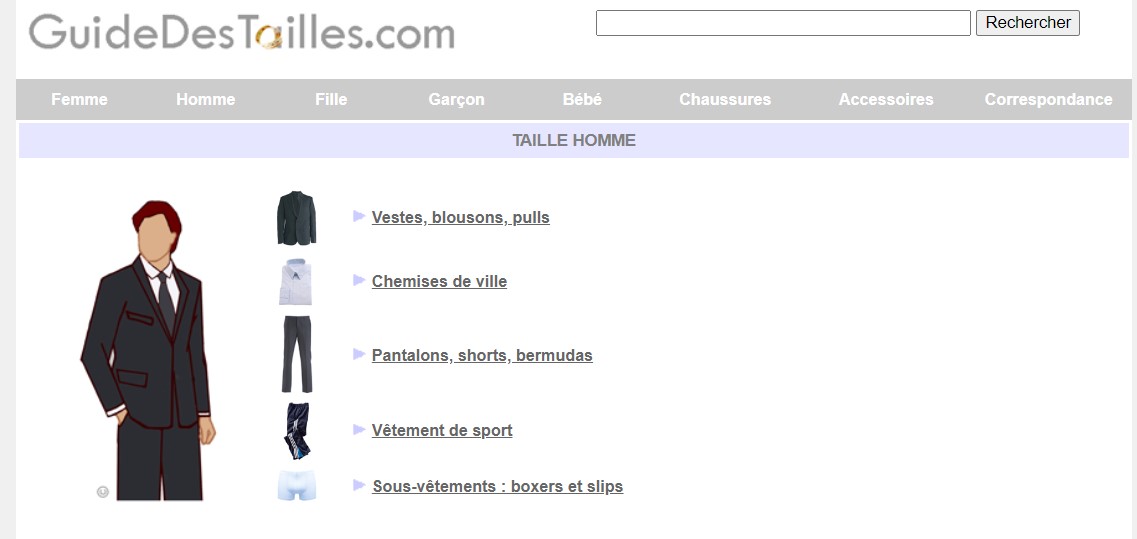 GuideDesTailles.com
Rechercher
Femme Homme Fille Garçon Bébé Chaussures Accessoires Correspondance
TAILLE HOMME
Vestes, blousons, pulls
Chemises de ville
Pantalons, shorts, bermudas
Vêtement de sport
Sous-vêtements : boxers et slips